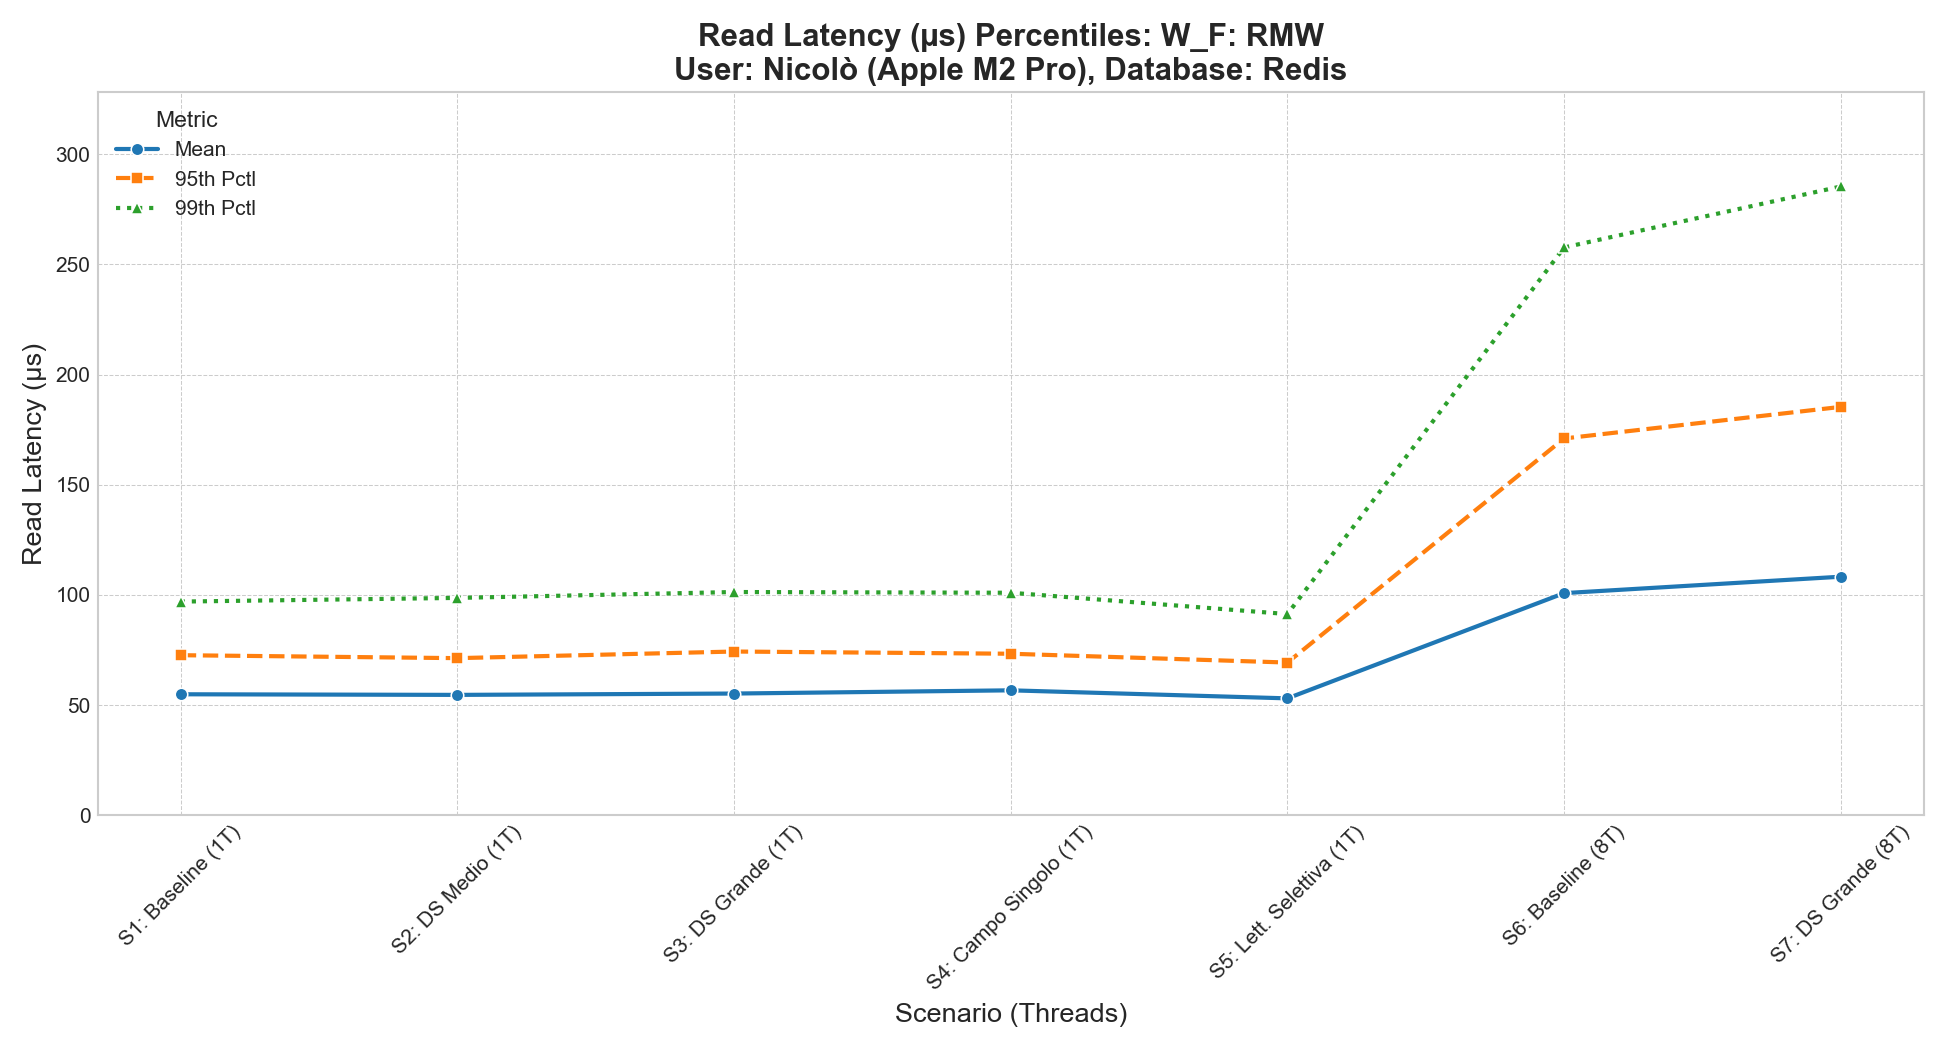 Read Latency (µs) Percentiles: W_F: RMW
User: Nicolò (Apple M2 Pro), Database: Redis
Metric
Mean
95th Pctl
99th Pctl
Read Latency (µs)
300
250
200
150
100
50
0
S1: Baseline (1T)
S2: DS Medio (1T)
S3: DS Grande (1T)
S4: Campo Singolo (1T)
S5: Lett. Selettiva (1T)
S6: Baseline (8T)
S7: DS Grande (8T)
Scenario (Threads)